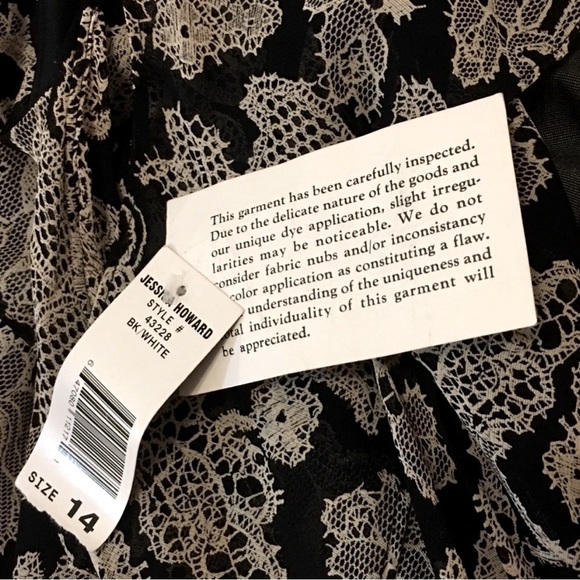 This garment has been carefully inspected.
Due to the delicate nature of the goods and
our unique dye application, slight irregu-
larities may be noticeable. We do not
consider fabric nubs and/or inconsistency
color application as constituting a flaw.
understanding of the uniqueness and
individuality of this garment will
be appreciated.
JESSI HOWARD
STYLE #
43228
BK/WHITE
SIZE 14